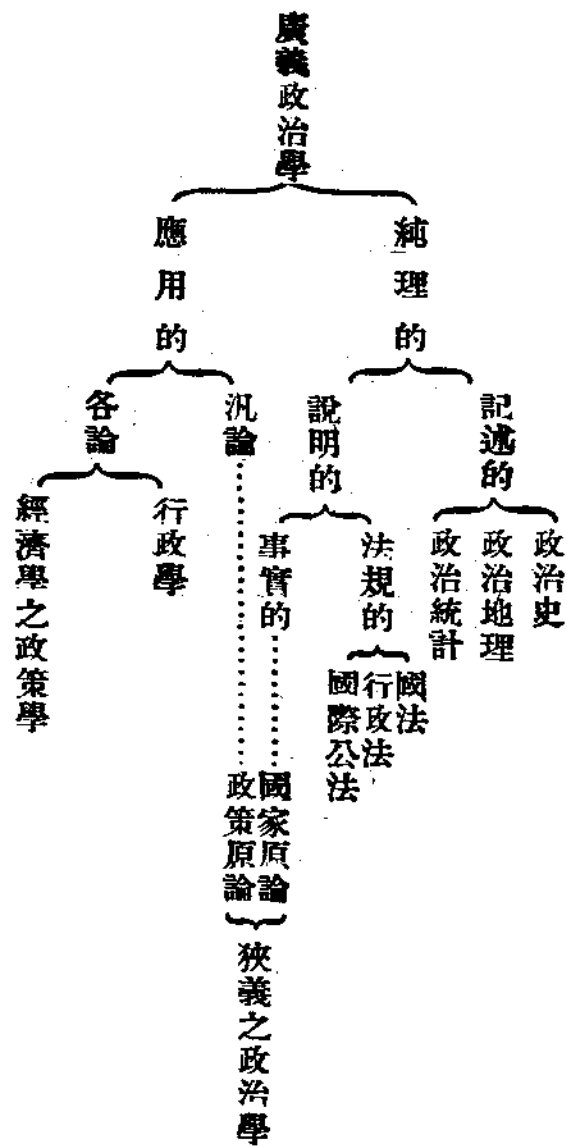 廣義政治學
純理的
記述的
政治史
政治地理
政治統計
說明的
法規的
國法
行政法
國際公法
事實的
國家原論
應用的
汎論
政策原論
狹義之政治學
各論
行政學
經濟學之政策學